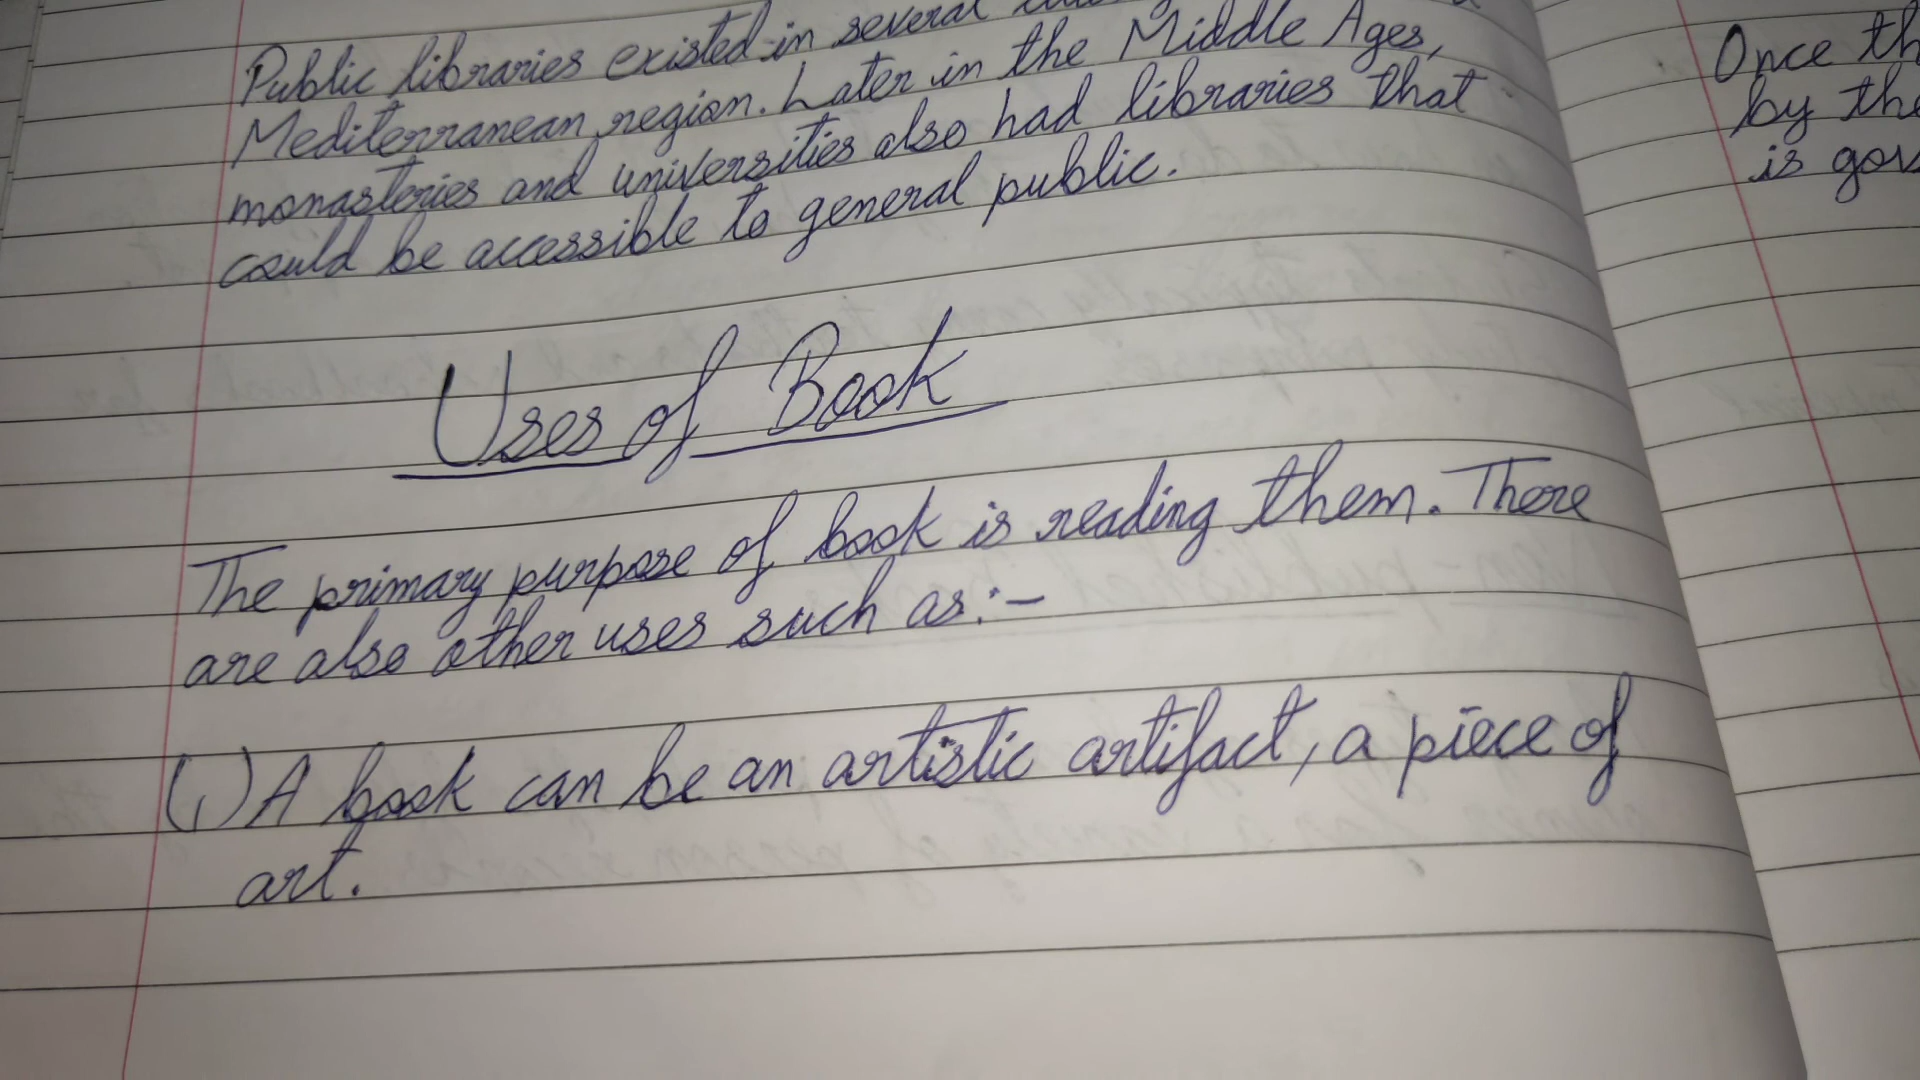 Public libraries existed in several
Mediterranean region. Later in the Middle Ages,
monasteries and universities also had libraries that
could be accessible to general public.
Uses of Book
The primary purpose of book is reading them. There
are also other uses such as:-
(1) A book can be an artistic artifact, a piece of
art.
Once th
by the
is gov